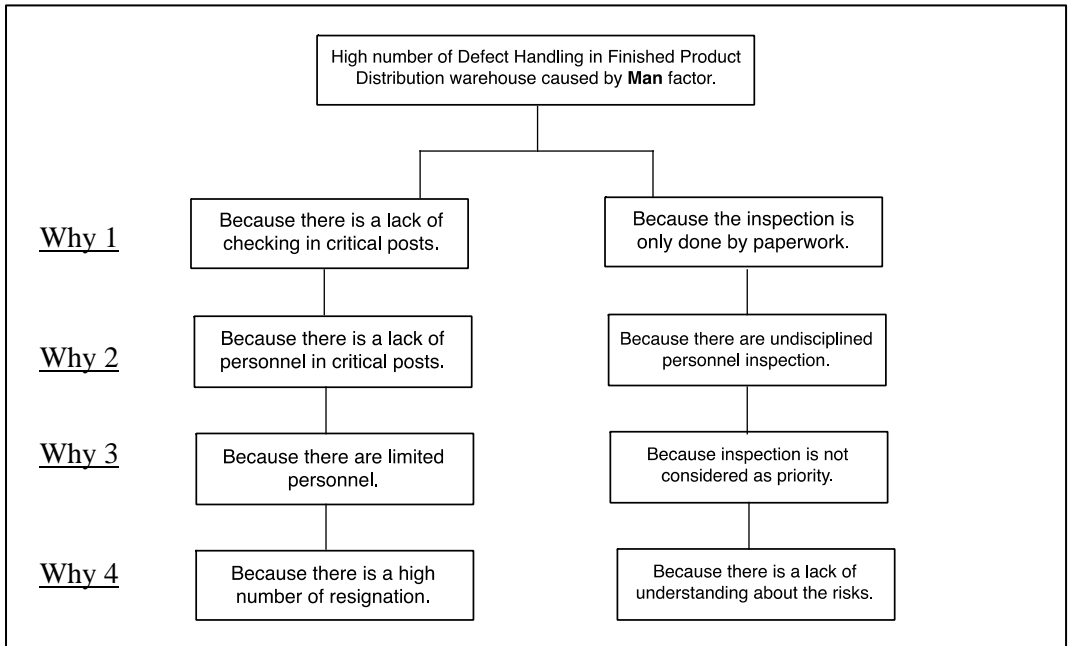 High number of Defect Handling in Finished Product
Distribution warehouse caused by Man factor.
Why 1
Because there is a lack of
checking in critical posts.
Because the inspection is
only done by paperwork.
Why 2
Because there is a lack of
personnel in critical posts.
Because there are undisciplined
personnel inspection.
Why 3
Because there are limited
personnel.
Because inspection is not
considered as priority.
Why 4
Because there is a high
number of resignation.
Because there is a lack of
understanding about the risks.